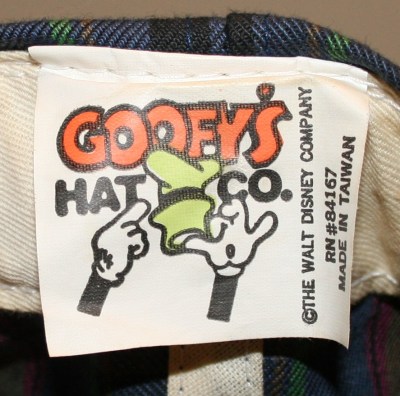 GOOFY'S
HAT CO.
©THE WALT DISNEY COMPANY
RN#84167
MADE IN TAIWAN